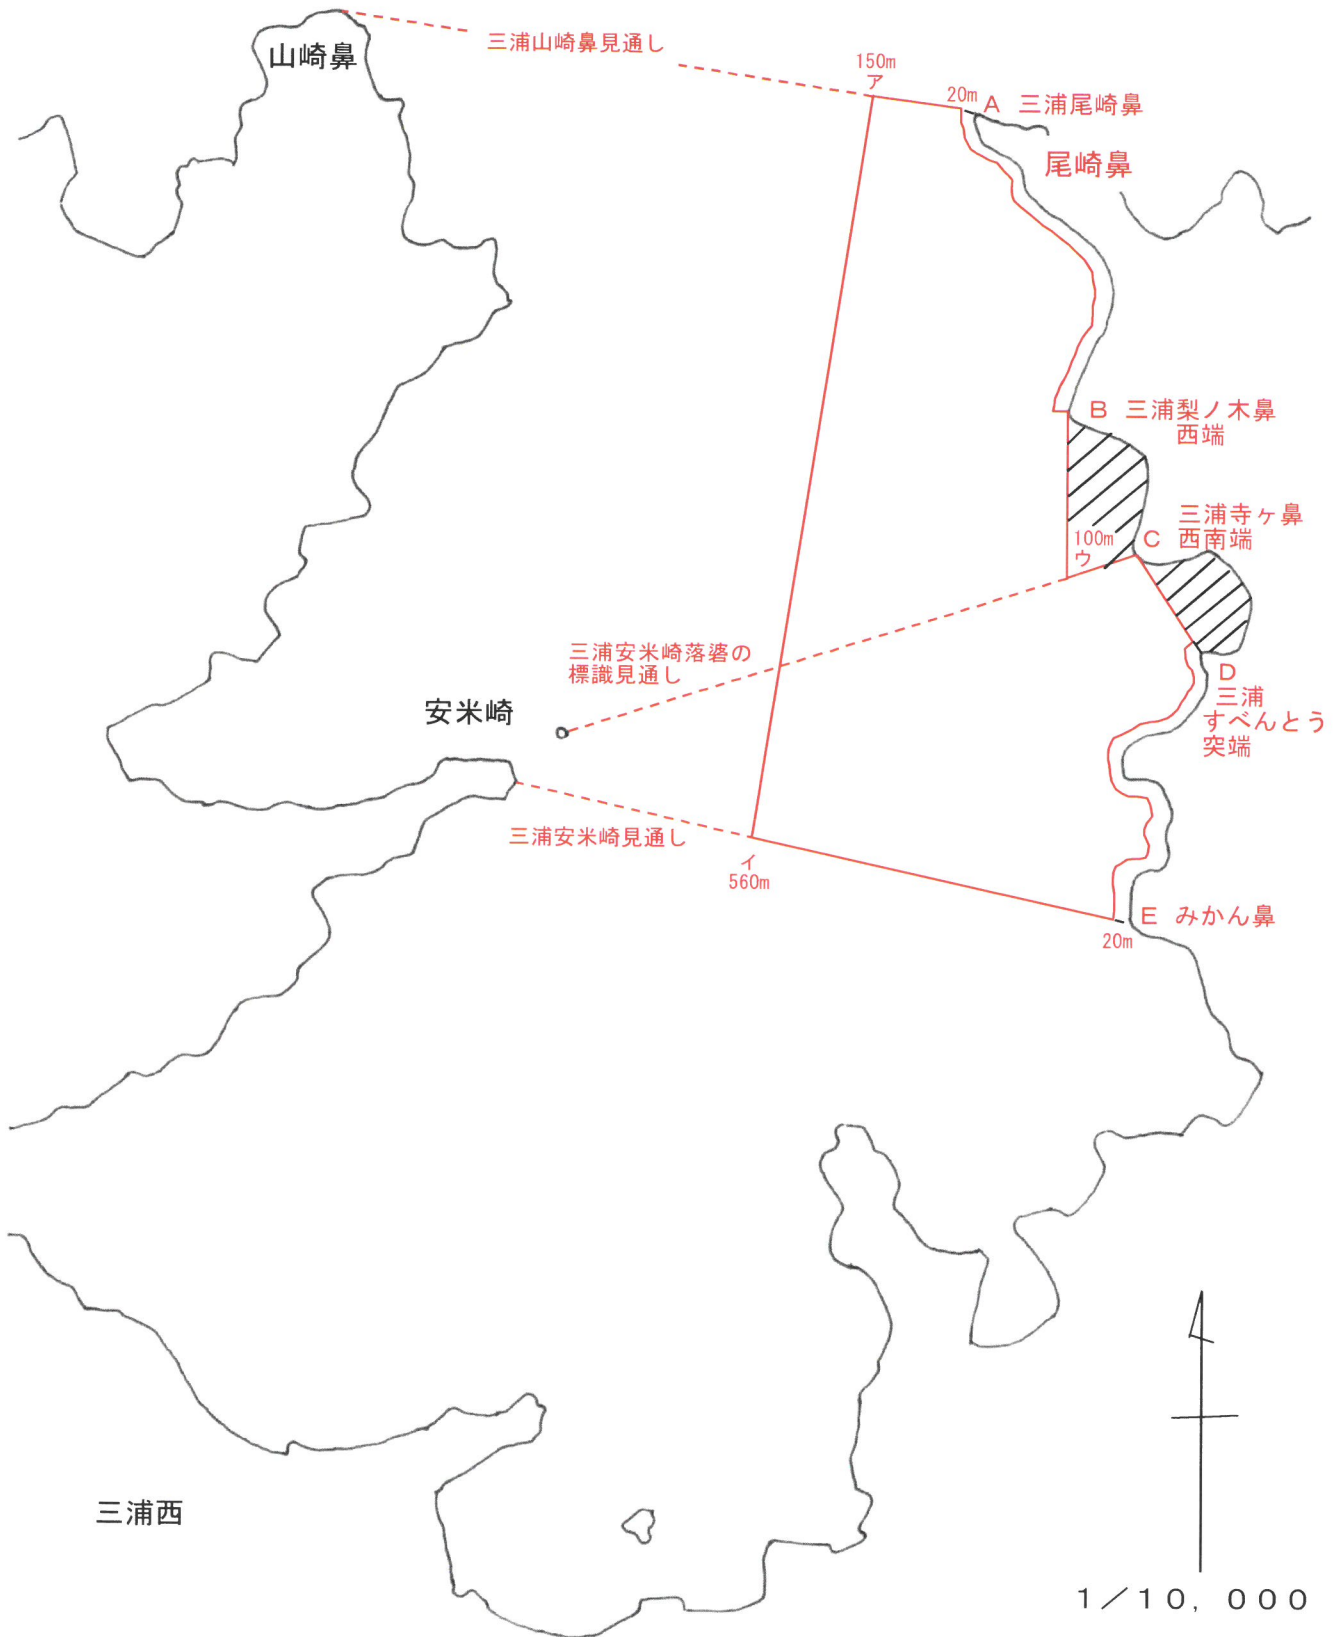 山崎鼻
三浦山崎鼻見通し
150m
ア
20m
A 三浦尾崎鼻
尾崎鼻
B 三浦梨ノ木鼻
西端
三浦寺ヶ鼻
C 西南端
100m
ウ
三浦安米崎落婆の
標識見通し
D
三浦
すべんとう
突端
安米崎
三浦安米崎見通し
イ
560m
E みかん鼻
20m
三浦西
1/10,000